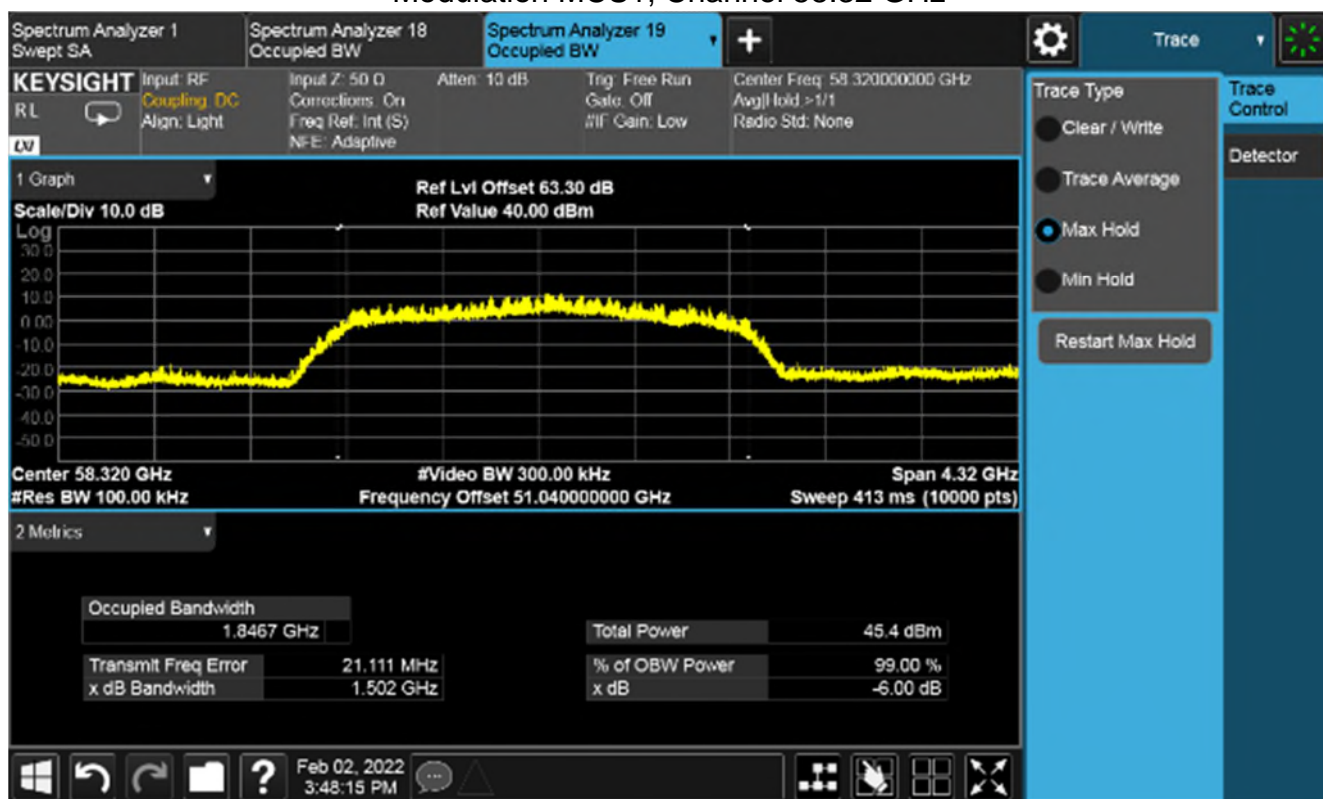 Modulation MCS1, Channel 58.32 GHz
Spectrum Analyzer 1
Swept SA
Spectrum Analyzer 18
Occupied BW
Spectrum Analyzer 19
Occupied BW
Trace
KEYSIGHT
RL
LXI
Input: RF
Coupling: DC
Align: Light
Input Z: 50 Ω
Corrections: On
Freq Ref: Int (S)
NFE: Adaptive
Atten: 10 dB
Trig: Free Run
Gate: Off
#IF Gain: Low
Center Freq: 58.320000000 GHz
Avg|Hold:>1/1
Radio Std: None
Trace Type
Clear / Write
Trace Average
Max Hold
Min Hold
Restart Max Hold
Trace
Control
Detector
1 Graph
Scale/Div 10.0 dB
Ref Lvl Offset 63.30 dB
Ref Value 40.00 dBm
Log
30.0
20.0
10.0
0.00
-10.0
-20.0
-30.0
-40.0
-50.0
Center 58.320 GHz
#Video BW 300.00 kHz
Span 4.32 GHz
#Res BW 100.00 kHz
Frequency Offset 51.040000000 GHz
Sweep 413 ms (10000 pts)
2 Metrics
Occupied Bandwidth
1.8467 GHz
Total Power 45.4 dBm
Transmit Freq Error 21.111 MHz
% of OBW Power 99.00 %
x dB Bandwidth 1.502 GHz
x dB -6.00 dB
Feb 02, 2022
3:48:15 PM